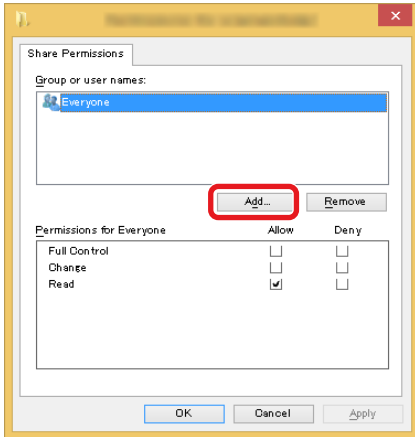 Share Permissions
Group or user names:
Everyone
Add...
Remove
Permissions for Everyone
Allow
Deny
Full Control
Change
Read
OK
Cancel
Apply